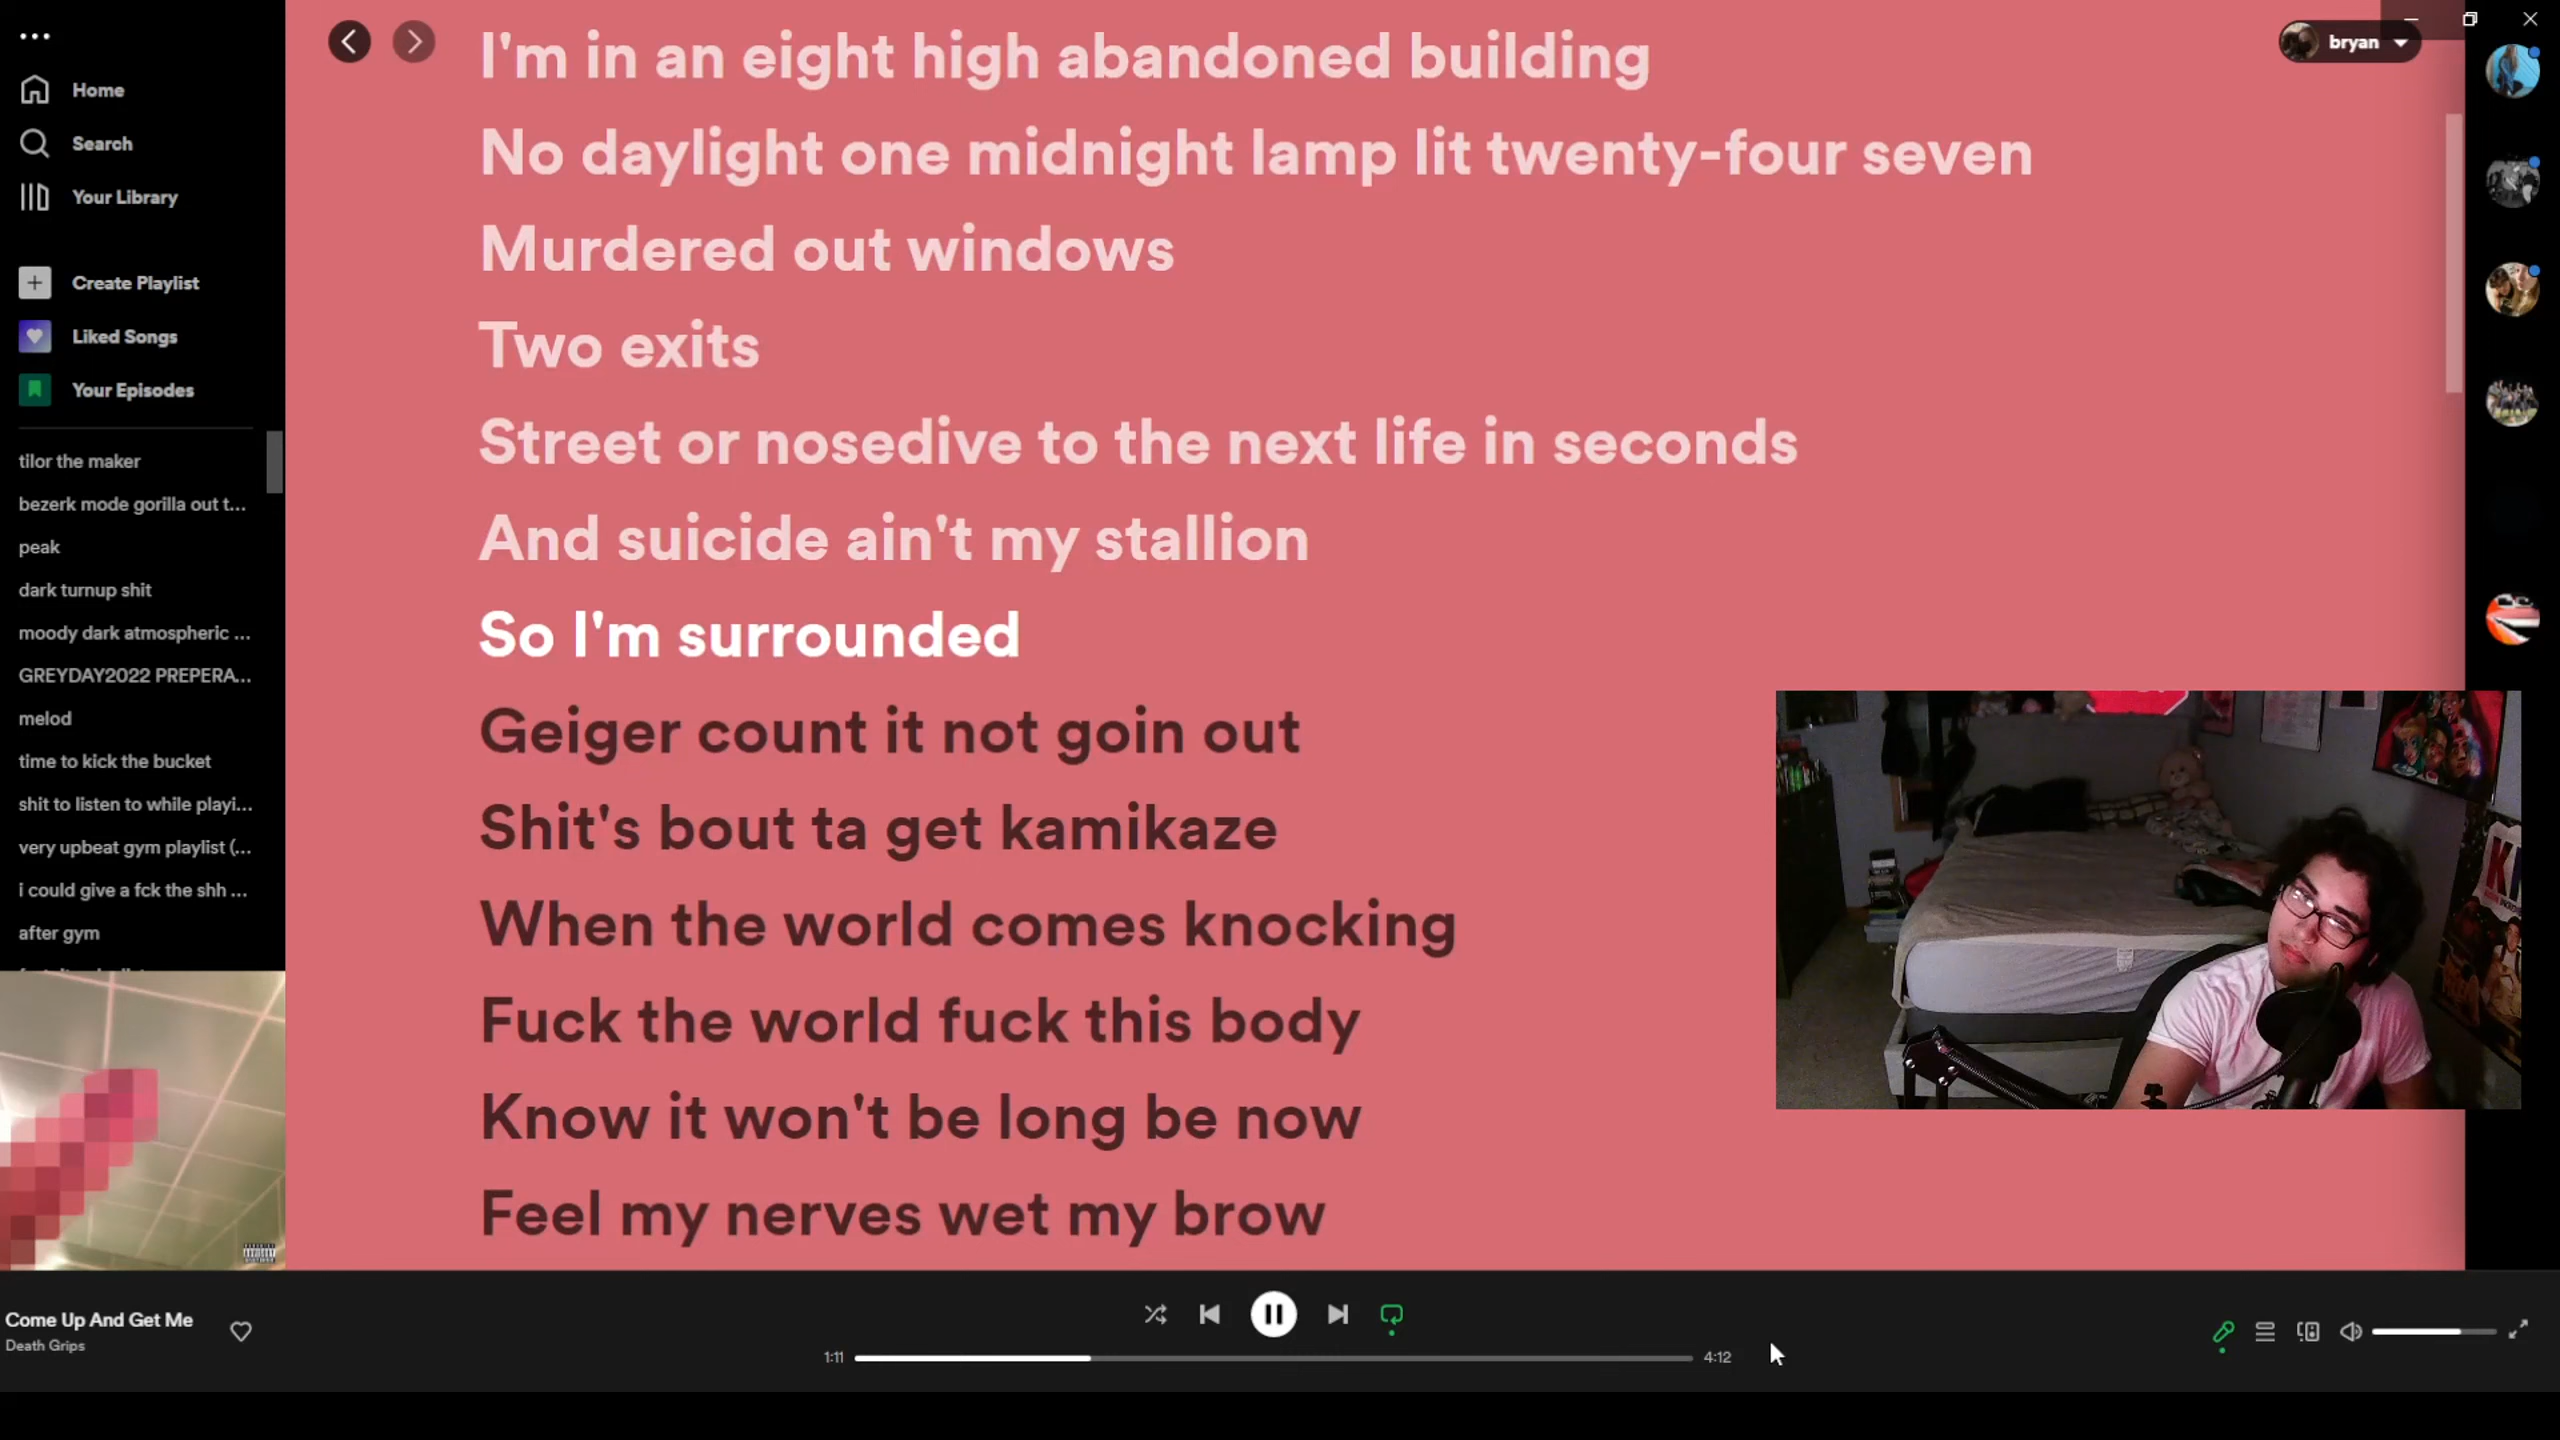 Home
Search
Your Library
Create Playlist
Liked Songs
Your Episodes
tilor the maker
bezerk mode gorilla out t...
peak
dark turnup shit
moody dark atmospheric ...
GREYDAY2022 PREPERA...
melod
time to kick the bucket
shit to listen to while playi...
very upbeat gym playlist (...
i could give a fck the shh ...
after gym
bryan
I'm in an eight high abandoned building
No daylight one midnight lamp lit twenty-four seven
Murdered out windows
Two exits
Street or nosedive to the next life in seconds
And suicide ain't my stallion
So I'm surrounded
Geiger count it not goin out
Shit's bout ta get kamikaze
When the world comes knocking
Fuck the world fuck this body
Know it won't be long be now
Feel my nerves wet my brow
Come Up And Get Me
Death Grips
1:11
4:12